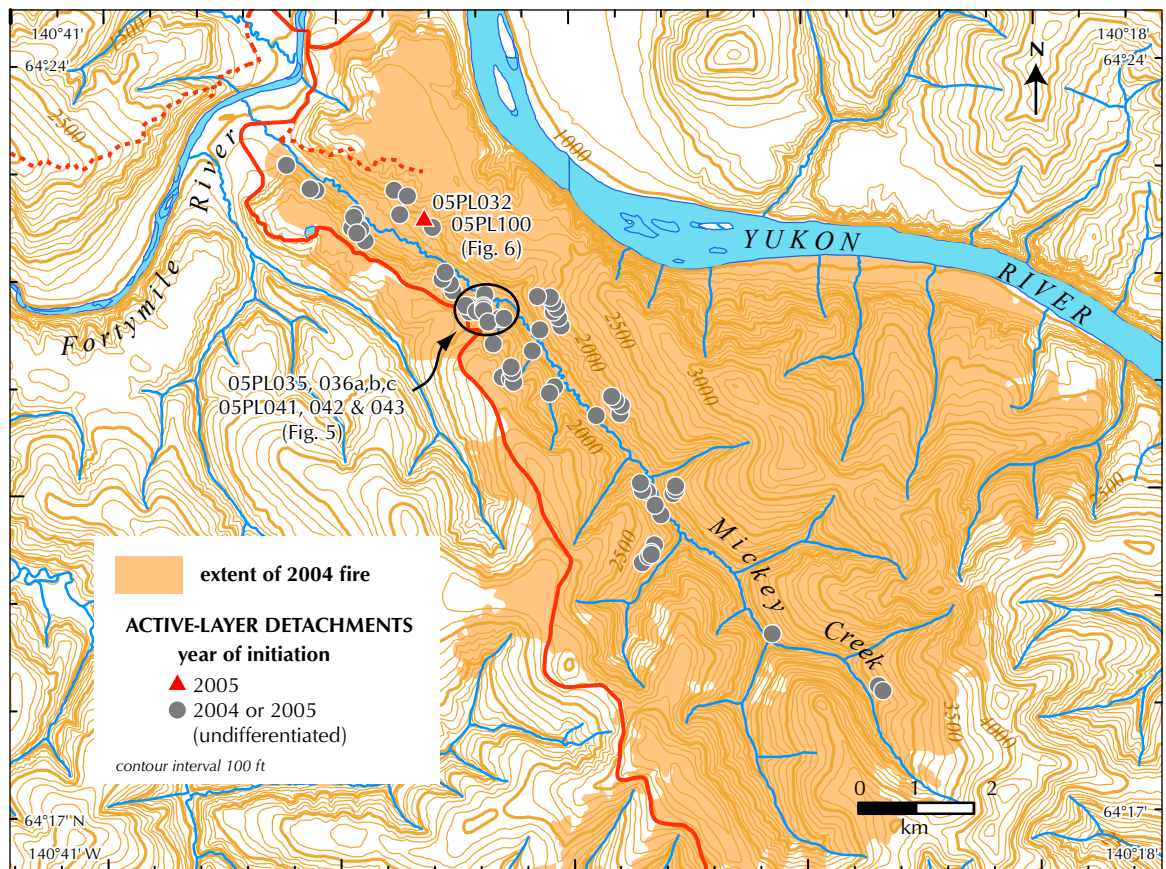 140°41'
64°24'
140°18'
64°24'
N
1500
2500
1000
Fortymile River
05PL032
05PL100
(Fig. 6)
YUKON RIVER
2500
2000
3000
05PL035, 036a,b,c
05PL041, 042 & 043
(Fig. 5)
2000
2500
2500
Mickey Creek
3500
4000
extent of 2004 fire
ACTIVE-LAYER DETACHMENTS
year of initiation
2005
2004 or 2005
(undifferentiated)
contour interval 100 ft
0 1 2
km
64°17' N
140°41' W
64°17'
140°18'